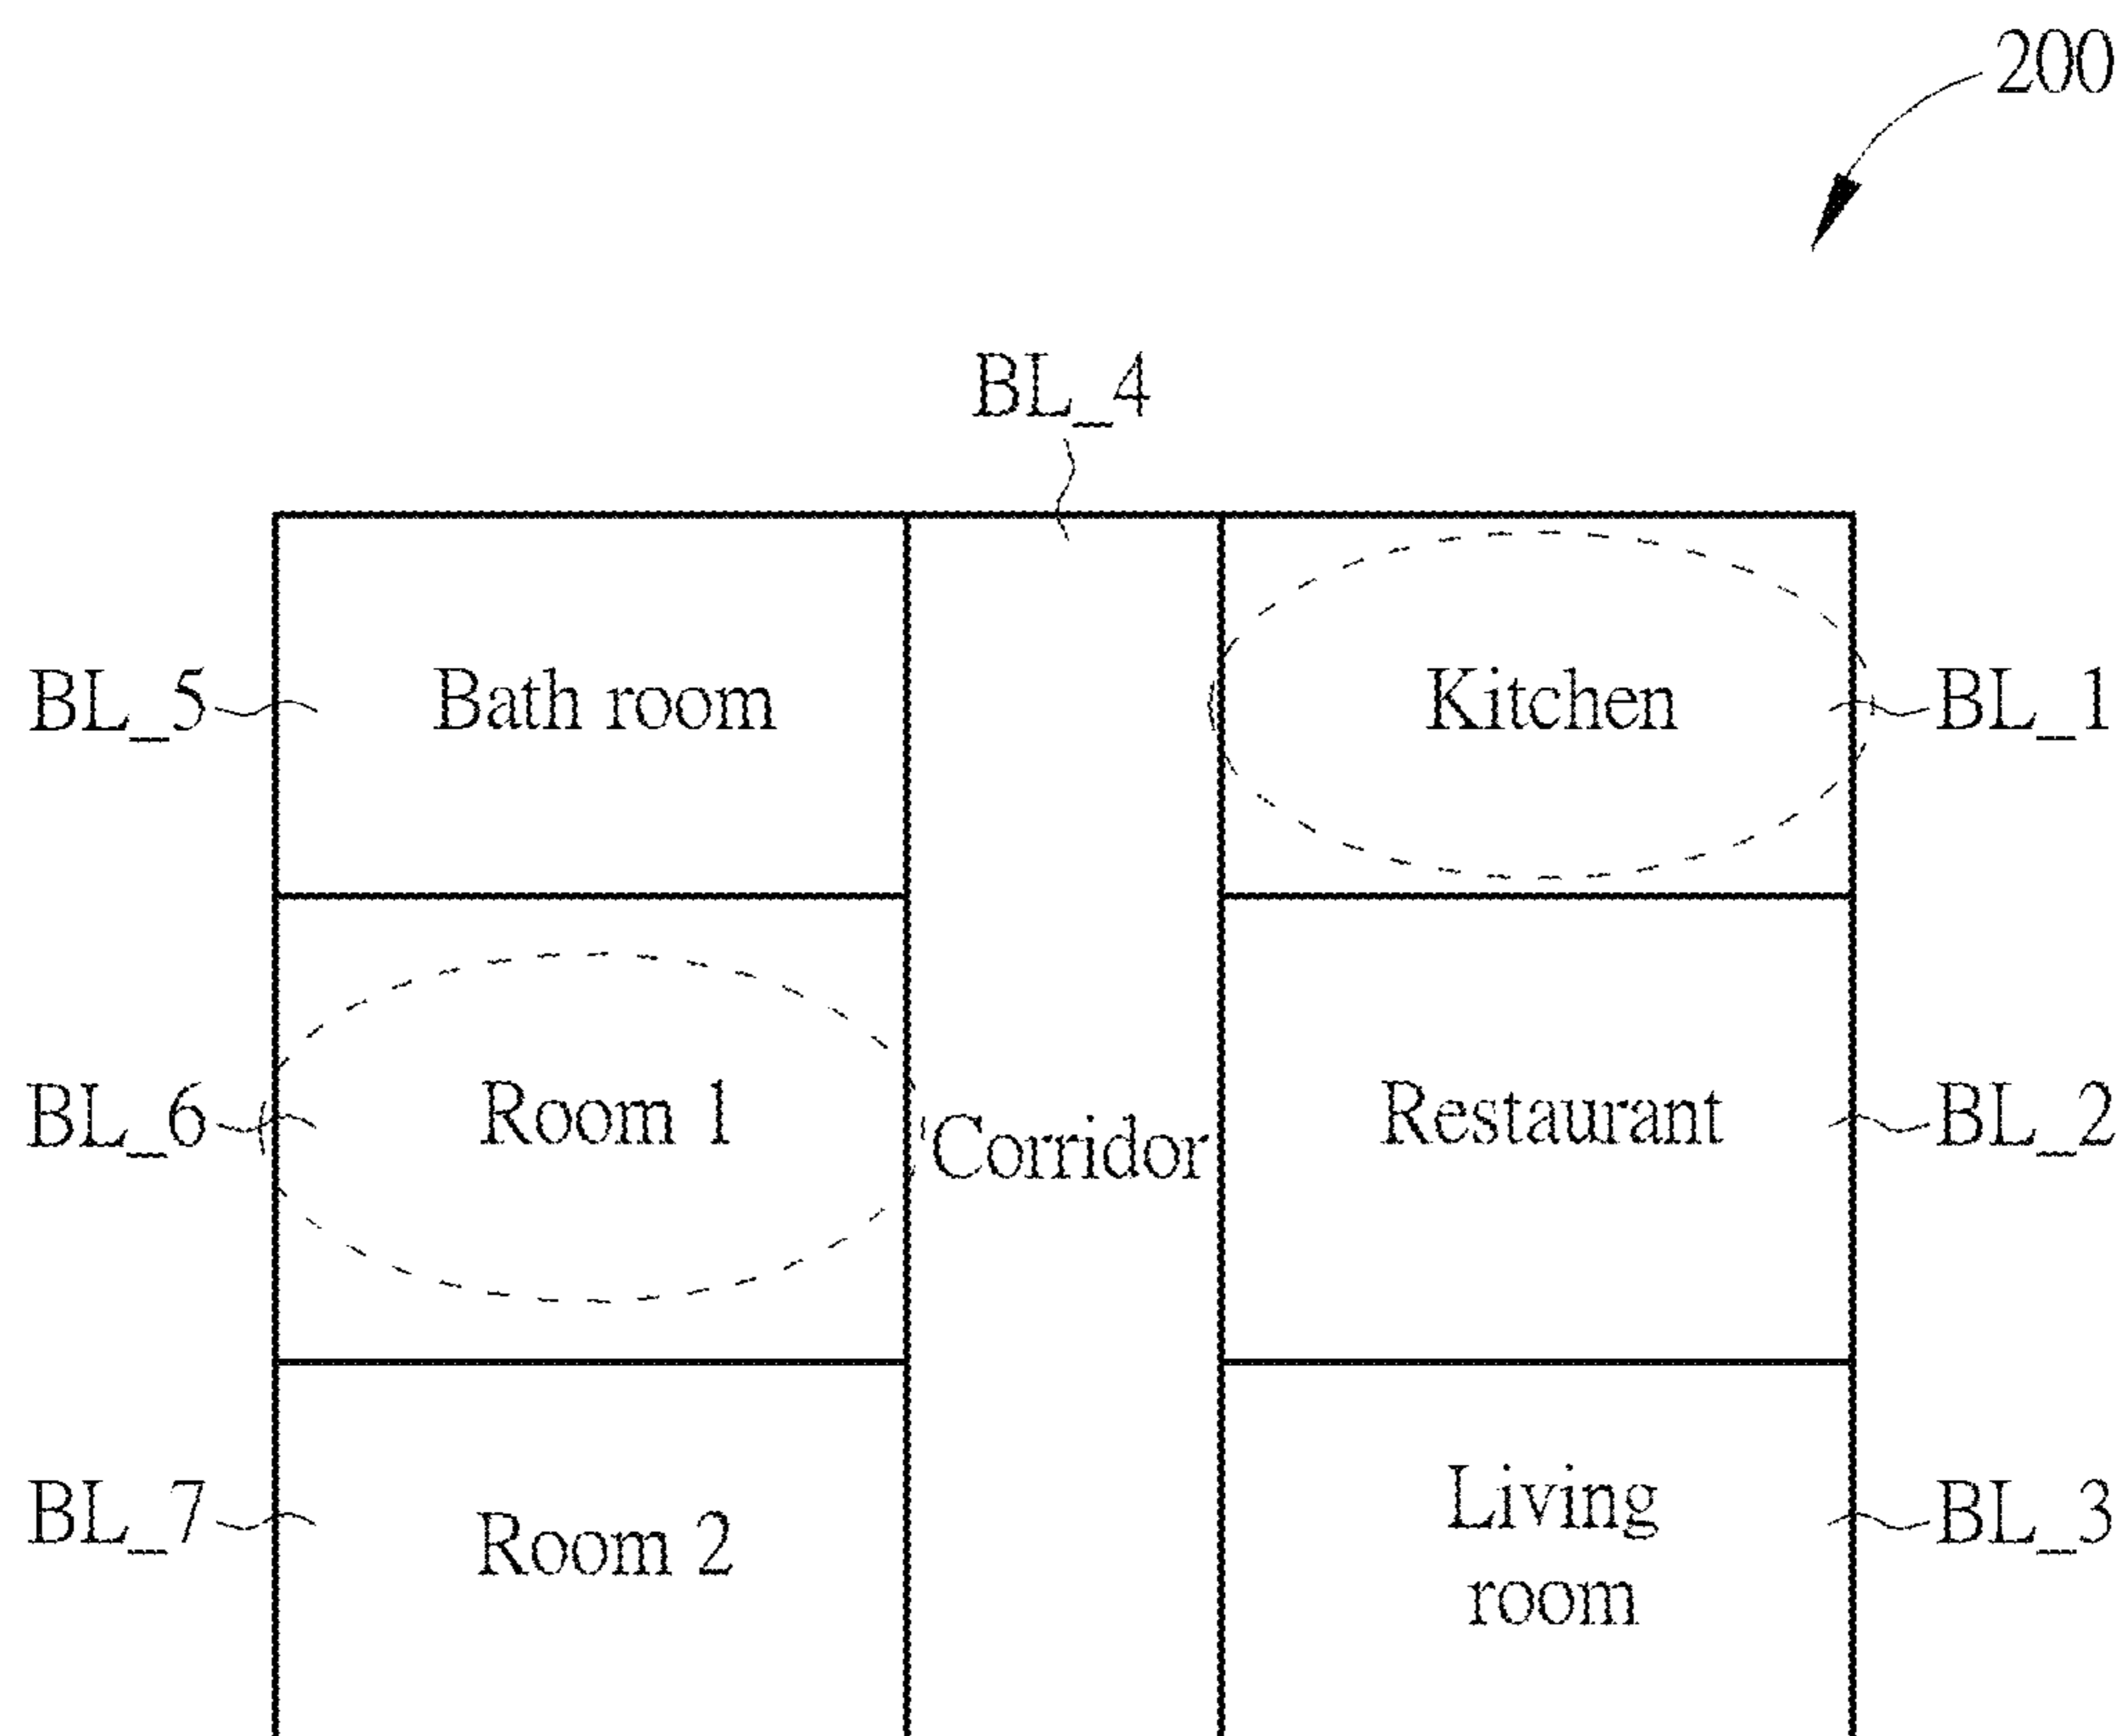 200
BL_4
BL_5
Bath room
Kitchen
BL_1
BL_6
Room 1
Corridor
Restaurant
BL_2
BL_7
Room 2
Living
room
BL_3